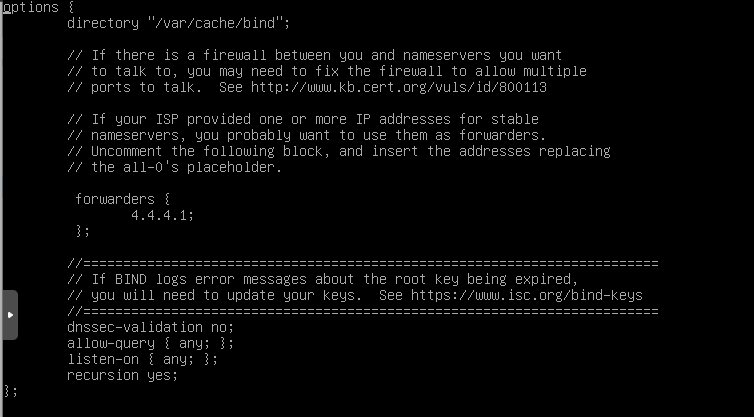 options {
directory "/var/cache/bind";
// If there is a firewall between you and nameservers you want
// to talk to, you may need to fix the firewall to allow multiple
// ports to talk.  See http://www.kb.cert.org/vuls/id/800113
// If your ISP provided one or more IP addresses for stable
// nameservers, you probably want to use them as forwarders.
// Uncomment the following block, and insert the addresses replacing
// the all-0's placeholder.
forwarders {
4.4.4.1;
};
//========================================================================
// If BIND logs error messages about the root key being expired,
// you will need to update your keys.  See https://www.isc.org/bind-keys
//========================================================================
dnssec-validation no;
allow-query { any; };
listen-on { any; };
recursion yes;
};